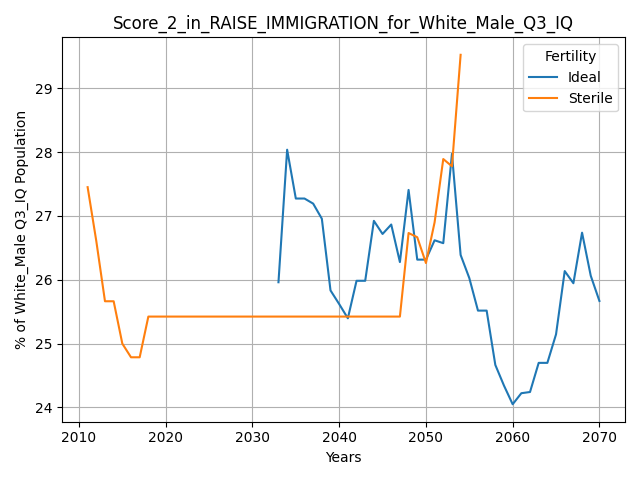 Score_2_in_RAISE_IMMIGRATION_for_White_Male_Q3_IQ
% of White_Male Q3_IQ Population
29
28
27
26
25
24
Fertility
Ideal
Sterile
2010 2020 2030 2040 2050 2060 2070
Years